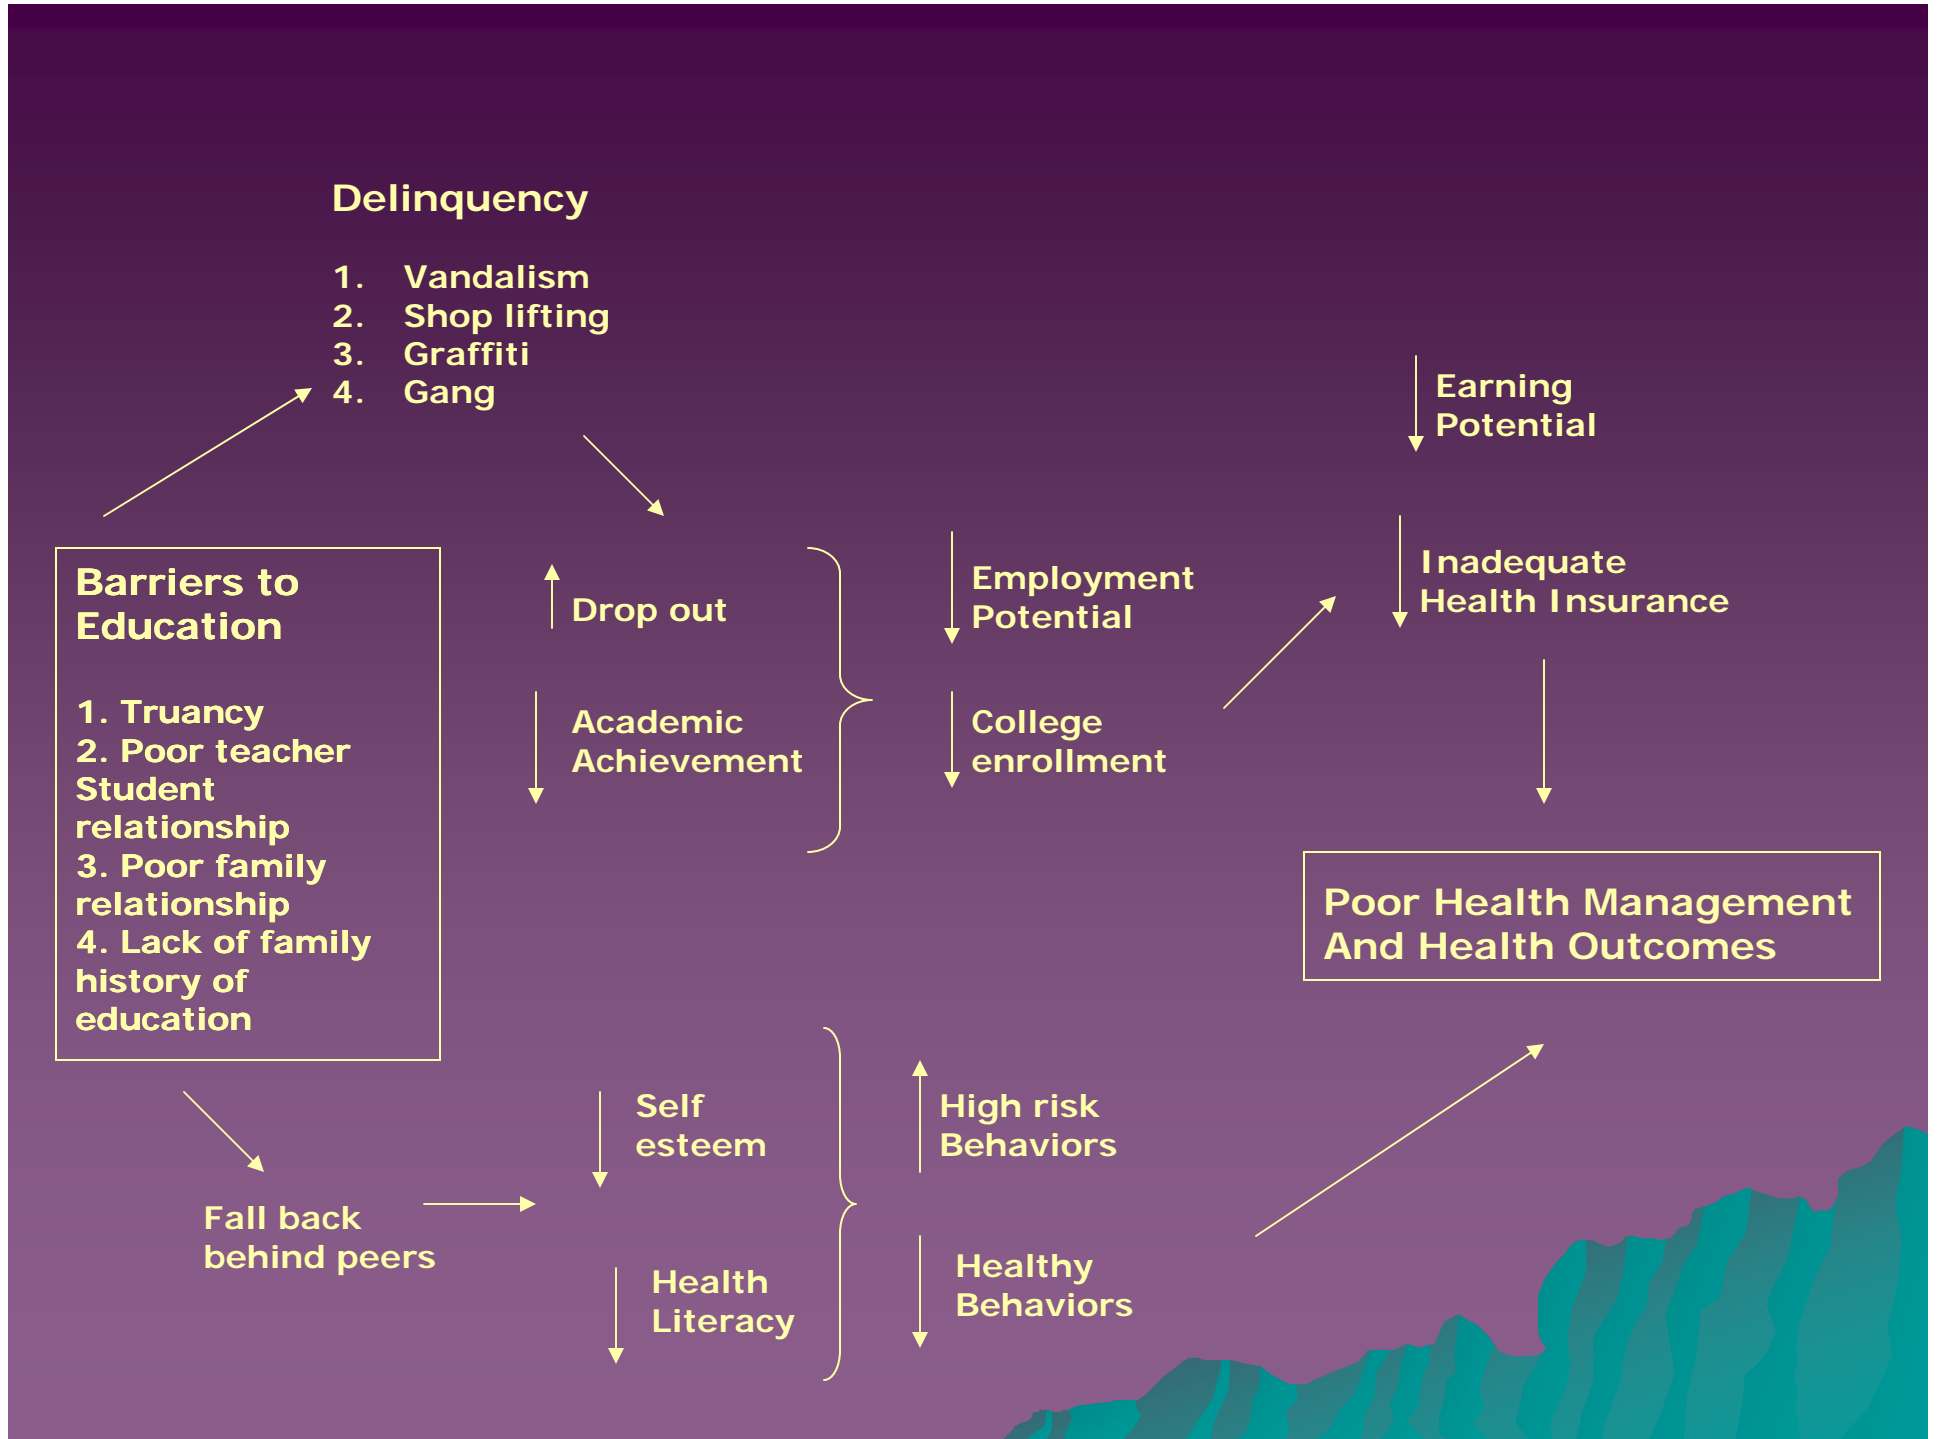 Delinquency
1. Vandalism
2. Shop lifting
3. Graffiti
4. Gang
Barriers to
Education
1. Truancy
2. Poor teacher
Student
relationship
3. Poor family
relationship
4. Lack of family
history of
education
Drop out
Academic
Achievement
Employment
Potential
College
enrollment
Earning
Potential
Inadequate
Health Insurance
Poor Health Management
And Health Outcomes
Fall back
behind peers
Self
esteem
Health
Literacy
High risk
Behaviors
Healthy
Behaviors